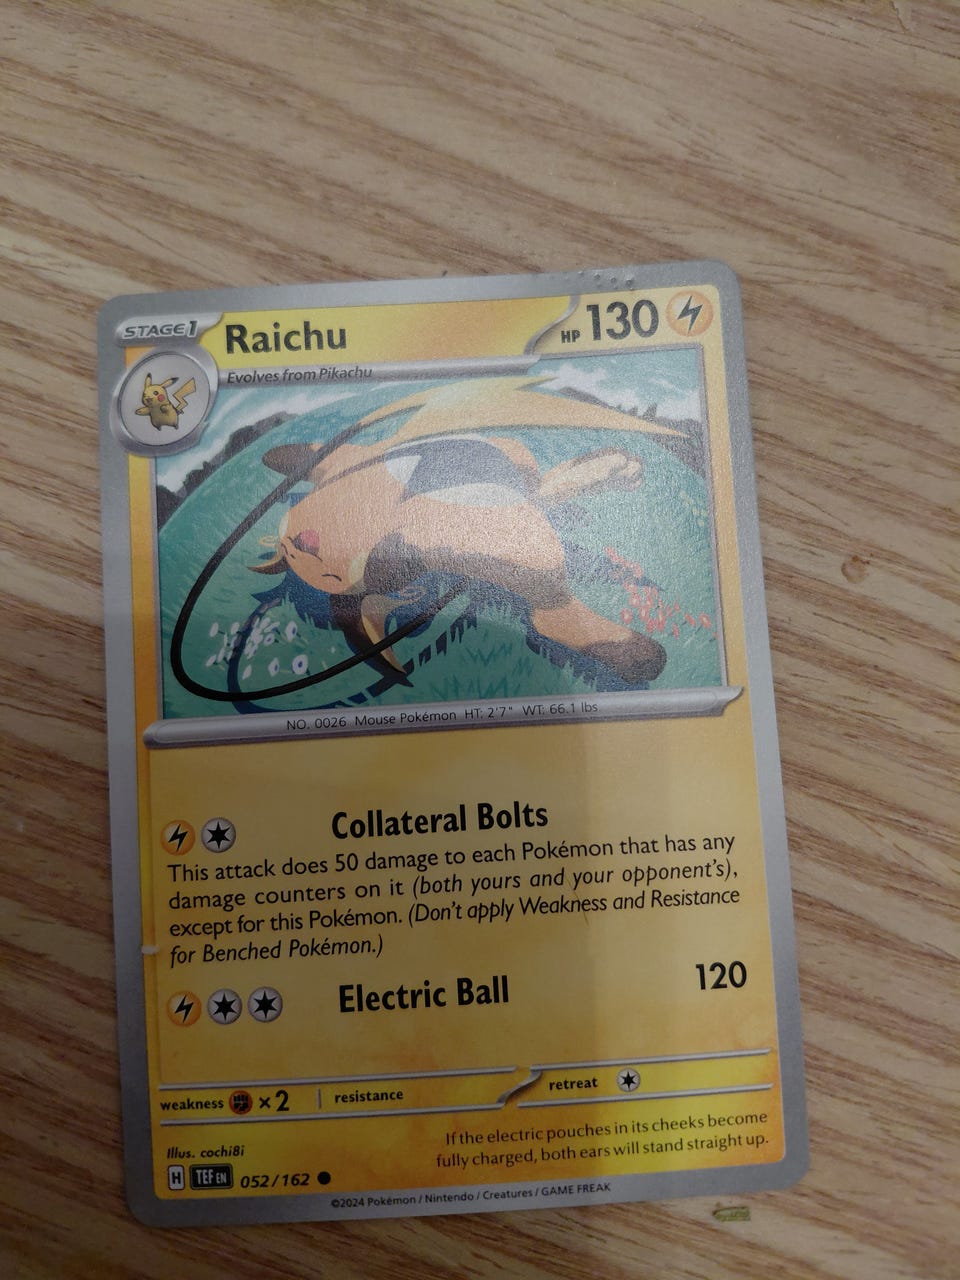 STAGE 1
Raichu
HP 130
Evolves from Pikachu
NO. 0026 Mouse Pokémon HT: 2'7" WT: 66.1 lbs
Collateral Bolts
This attack does 50 damage to each Pokémon that has any
damage counters on it (both yours and your opponent's),
except for this Pokémon. (Don't apply Weakness and Resistance
for Benched Pokémon.)
Electric Ball 120
weakness ×2 resistance retreat
If the electric pouches in its cheeks become
fully charged, both ears will stand straight up.
Illus. cochi8i
H TEF EN 052/162
©2024 Pokémon / Nintendo / Creatures / GAME FREAK